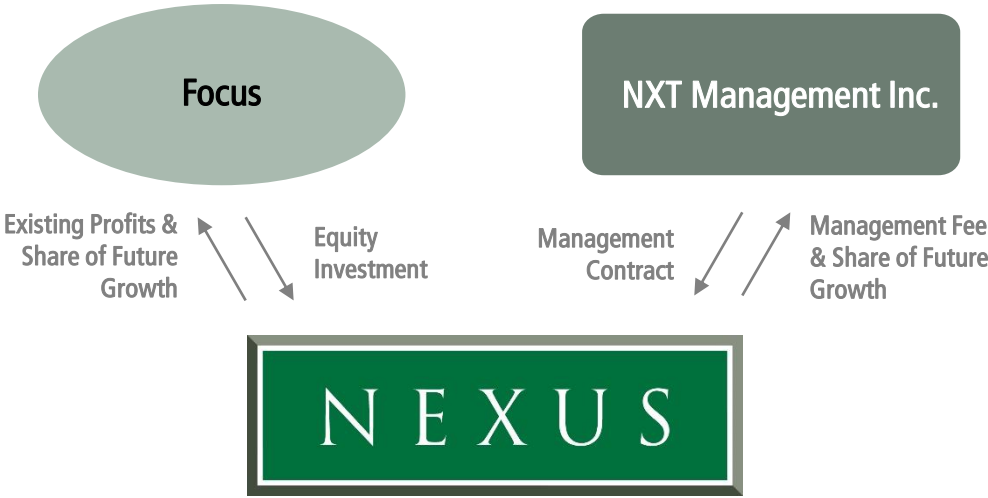 Focus
NXT Management Inc.
Existing Profits &
Share of Future
Growth
Equity
Investment
Management
Contract
Management Fee
& Share of Future
Growth
NEXUS